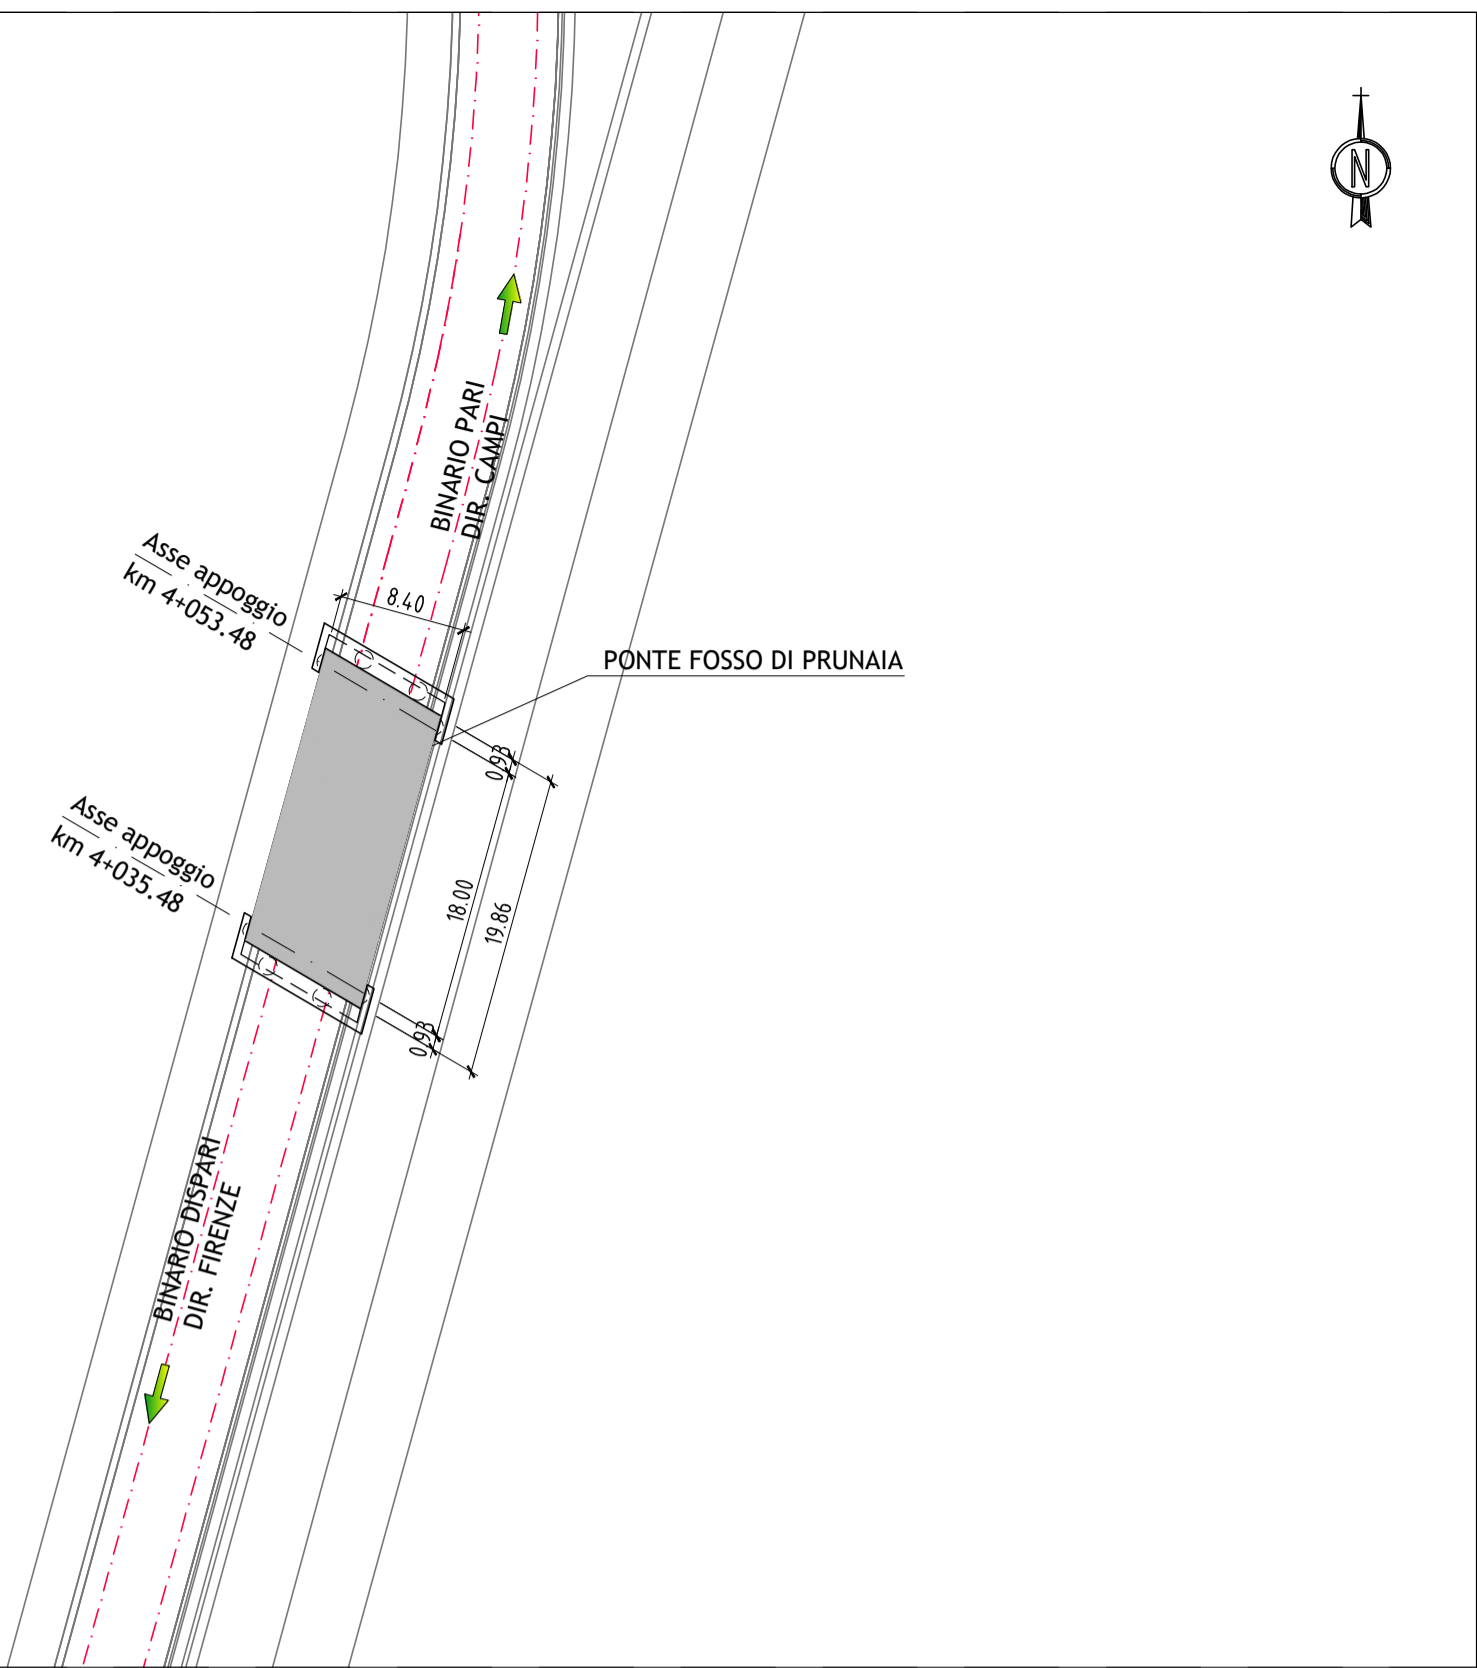 N
BINARIO PARI
DIR. CAMPI
Asse appoggio
km 4+053.48
8.40
PONTE FOSSO DI PRUNAIA
0.93
Asse appoggio
km 4+035.48
18.00
19.86
0.93
BINARIO DISPARI
DIR. FIRENZE